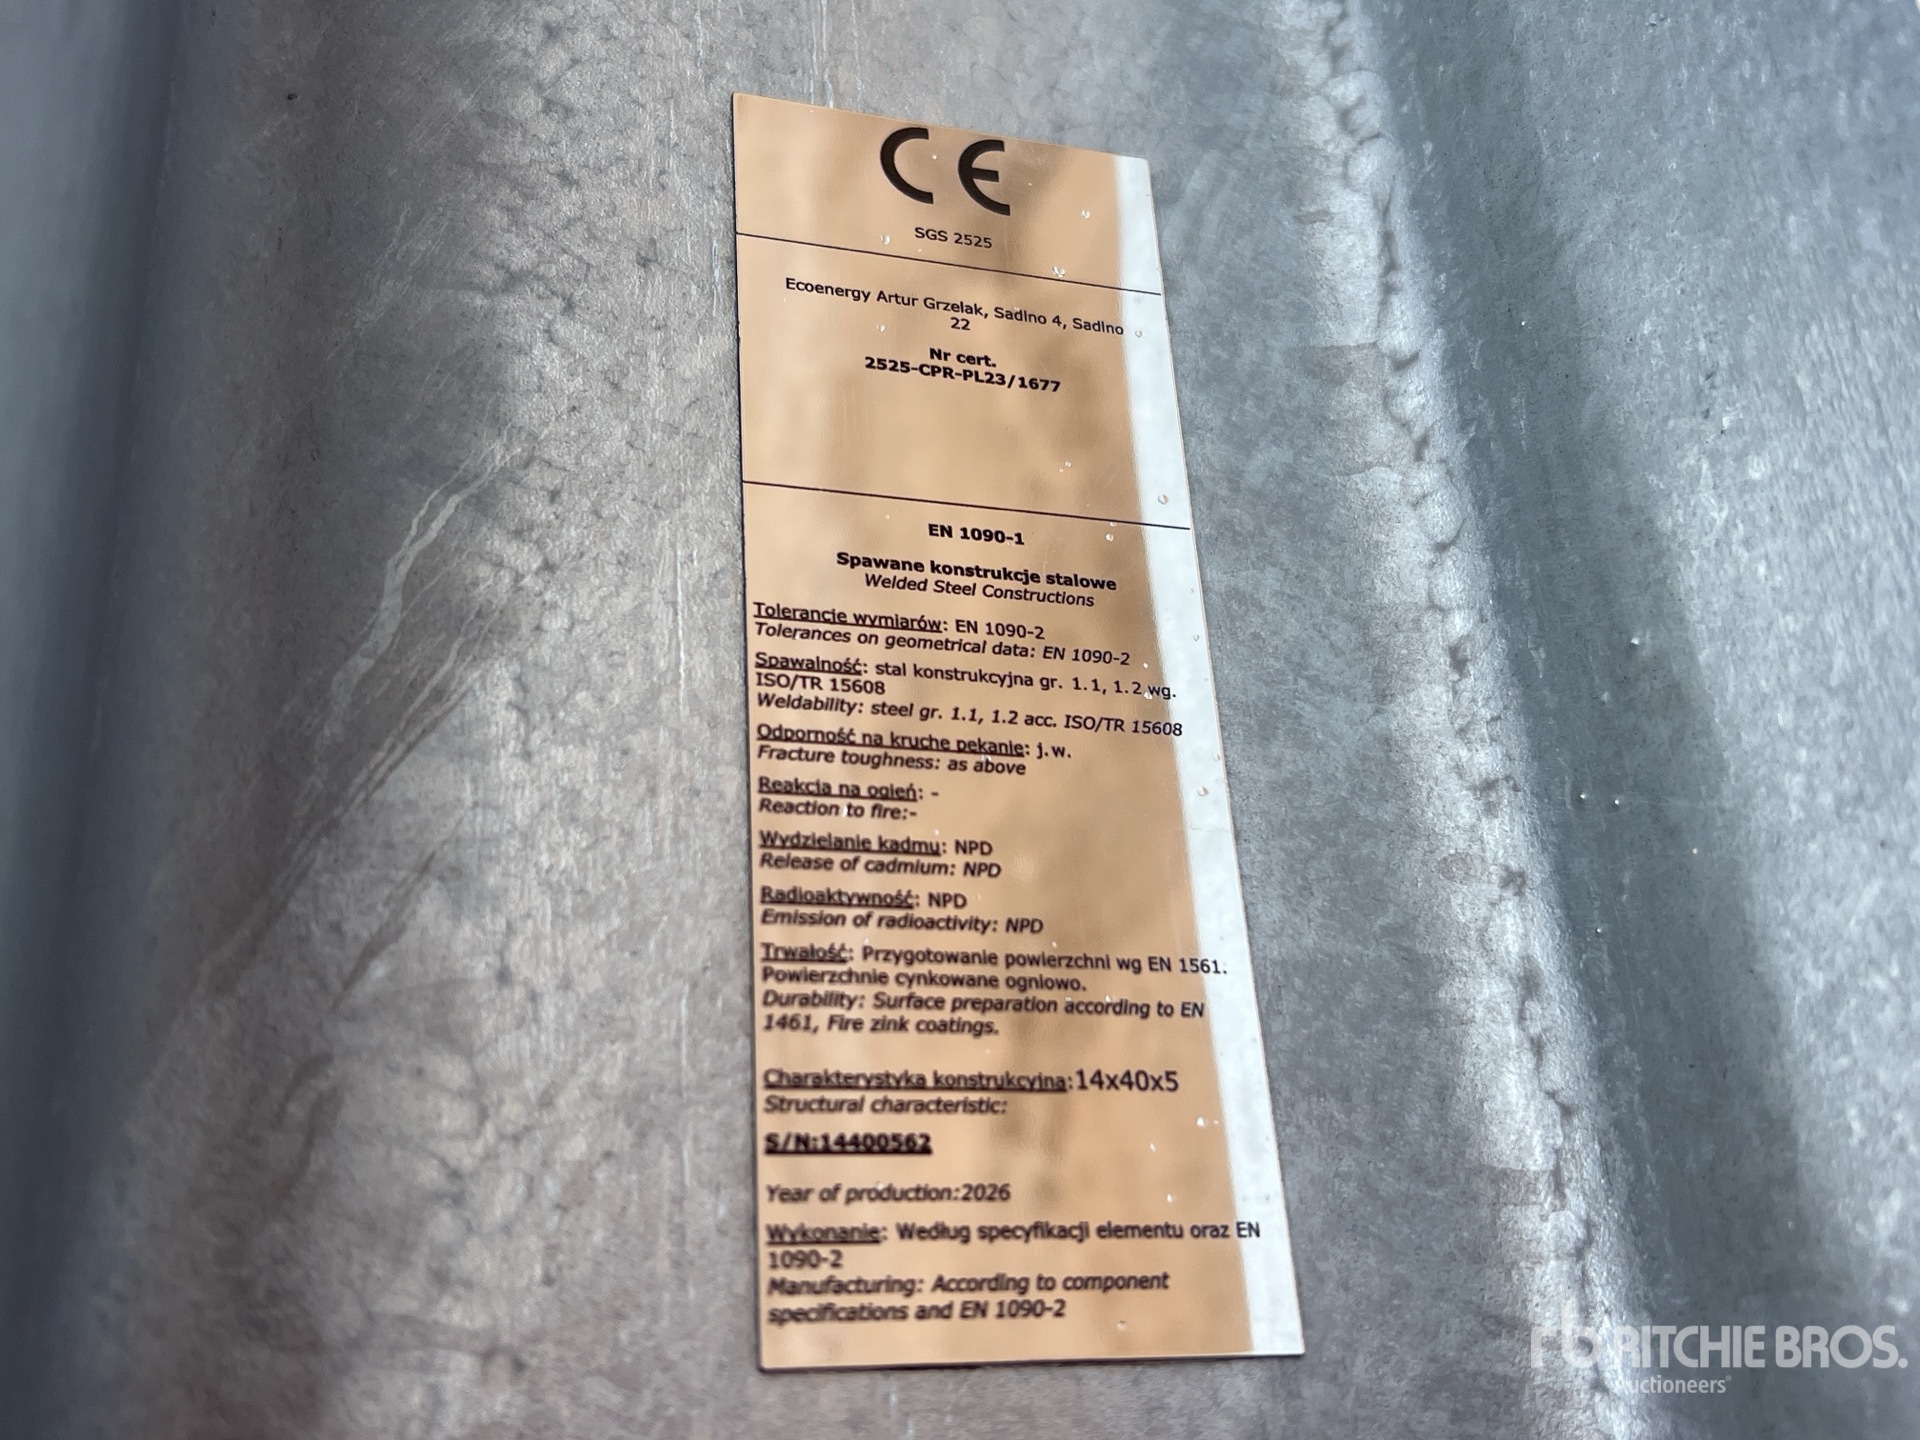 CE
SGS 2525
Ecoenergy Artur Grzelak, Sadlno 4, Sadlno
22
Nr cert.
2525-CPR-PL23/1677
EN 1090-1
Spawane konstrukcje stalowe
Welded Steel Constructions
Tolerancje wymiarów: EN 1090-2
Tolerances on geometrical data: EN 1090-2
Spawalność: stal konstrukcyjna gr. 1.1, 1.2 wg.
ISO/TR 15608
Weldability: steel gr. 1.1, 1.2 acc. ISO/TR 15608
Odporność na kruche pękanie: j.w.
Fracture toughness: as above
Reakcja na ogień: -
Reaction to fire:-
Wydzielanie kadmu: NPD
Release of cadmium: NPD
Radioaktywność: NPD
Emission of radioactivity: NPD
Trwałość: Przygotowanie powierzchni wg EN 1561.
Powierzchnie cynkowane ogniowo.
Durability: Surface preparation according to EN
1461, Fire zink coatings.
Charakterystyka konstrukcyjna:14x40x5
Structural characteristic:
S/N:14400562
Year of production:2026
Wykonanie: Według specyfikacji elementu oraz EN
1090-2
Manufacturing: According to component
specifications and EN 1090-2
rb RITCHIE BROS.
Auctioneers